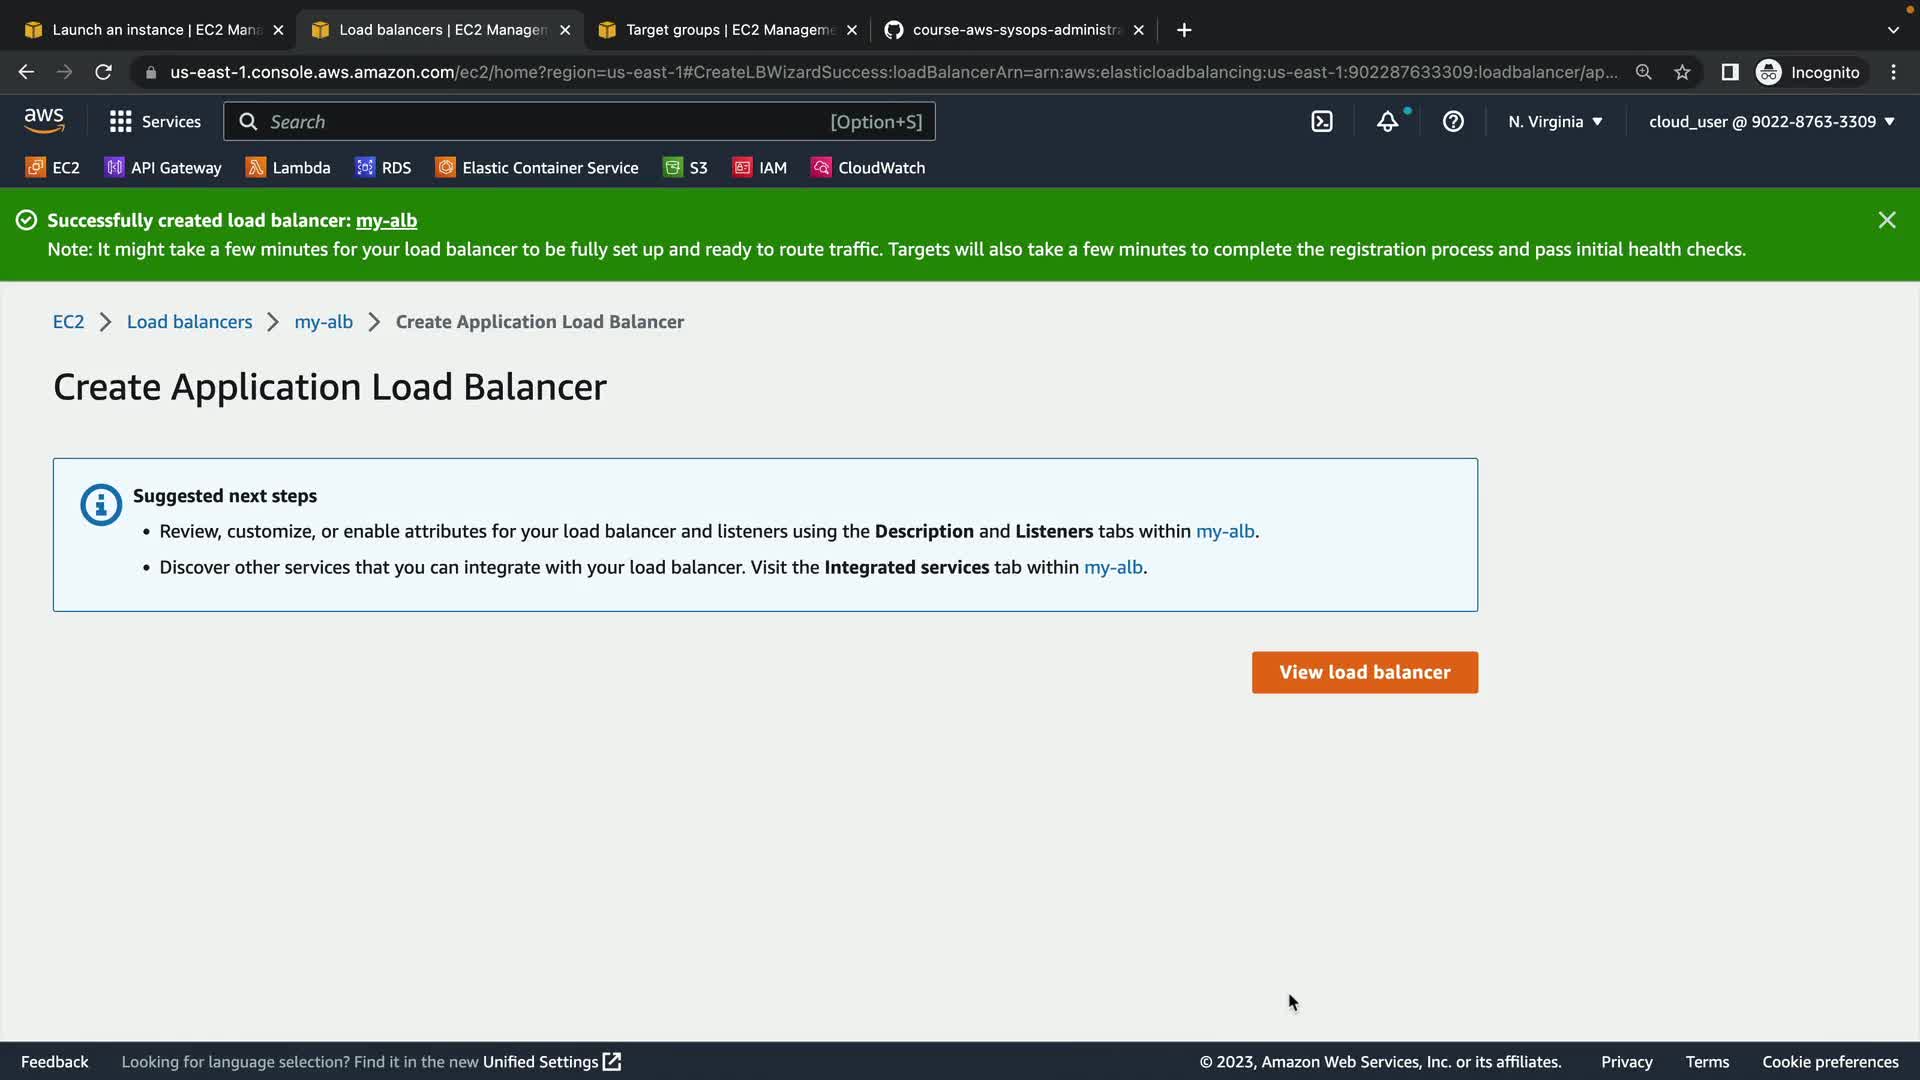 Launch an instance | EC2 Mana
Load balancers | EC2 Managem
Target groups | EC2 Manageme
course-aws-sysops-administra
us-east-1.console.aws.amazon.com/ec2/home?region=us-east-1#CreateLBWizardSuccess:loadBalancerArn=arn:aws:elasticloadbalancing:us-east-1:902287633309:loadbalancer/ap...
Incognito
aws
Services
Search
[Option+S]
N. Virginia
cloud_user @ 9022-8763-3309
EC2
API Gateway
Lambda
RDS
Elastic Container Service
S3
IAM
CloudWatch
Successfully created load balancer: my-alb
Note: It might take a few minutes for your load balancer to be fully set up and ready to route traffic. Targets will also take a few minutes to complete the registration process and pass initial health checks.
EC2 > Load balancers > my-alb > Create Application Load Balancer
Create Application Load Balancer
Suggested next steps
• Review, customize, or enable attributes for your load balancer and listeners using the Description and Listeners tabs within my-alb.
• Discover other services that you can integrate with your load balancer. Visit the Integrated services tab within my-alb.
View load balancer
Feedback
Looking for language selection? Find it in the new Unified Settings
© 2023, Amazon Web Services, Inc. or its affiliates.
Privacy
Terms
Cookie preferences